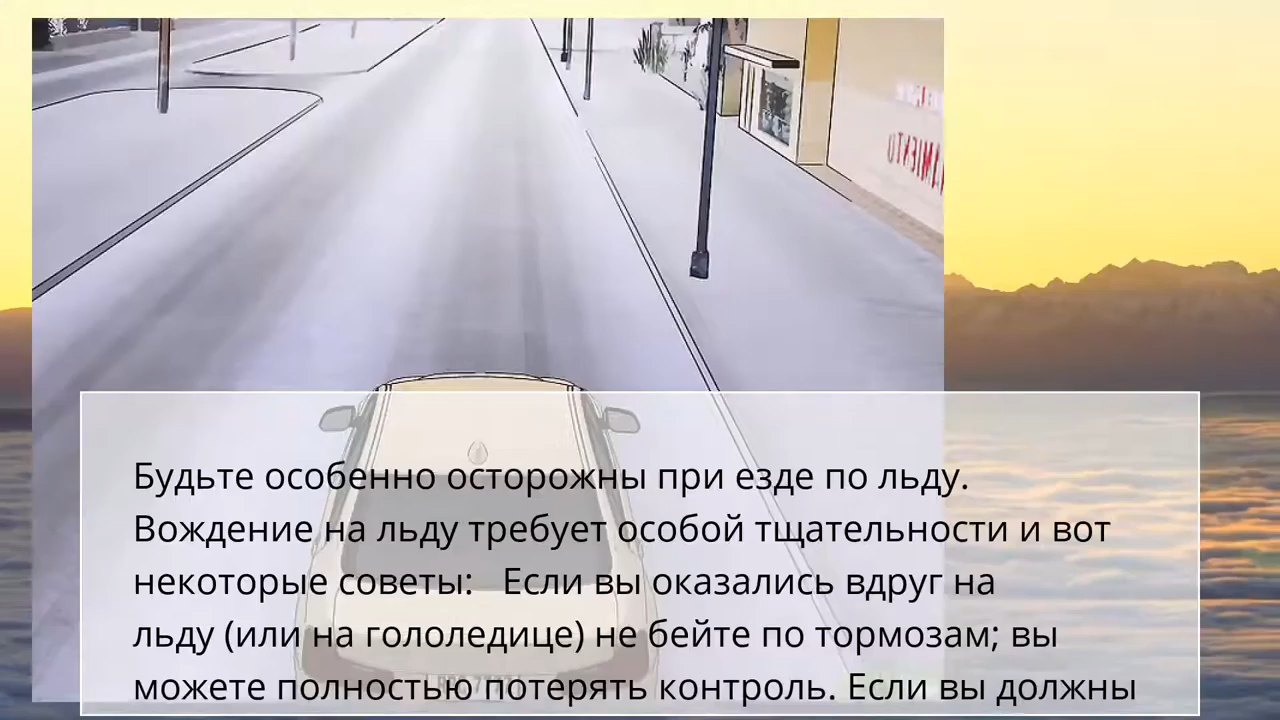 Будьте особенно осторожны при езде по льду.
Вождение на льду требует особой тщательности и вот
некоторые советы:   Если вы оказались вдруг на
льду (или на гололедице) не бейте по тормозам; вы
можете полностью потерять контроль. Если вы должны